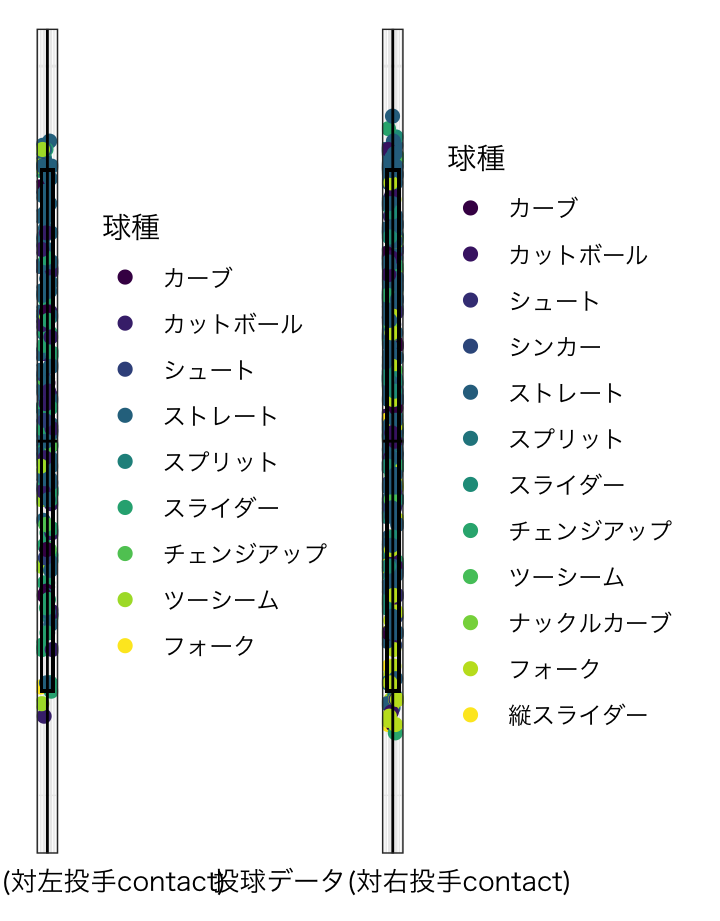 球種
カーブ
カットボール
シュート
ストレート
スプリット
スライダー
チェンジアップ
ツーシーム
フォーク
球種
カーブ
カットボール
シュート
シンカー
ストレート
スプリット
スライダー
チェンジアップ
ツーシーム
ナックルカーブ
フォーク
縦スライダー
(対左投手contact)
投球データ(対右投手contact)